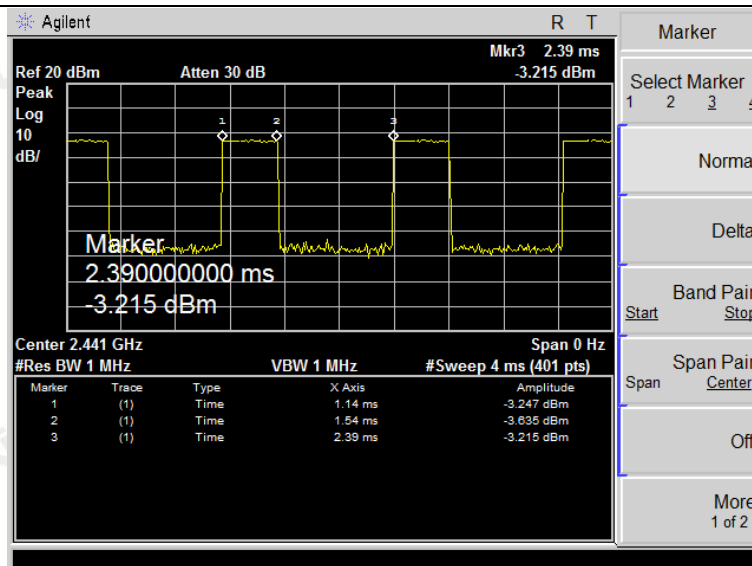 Agilent R T
Mkr3 2.39 ms
Ref 20 dBm Atten 30 dB -3.215 dBm
Peak
Log
10
dB/
1 2 3
Marker
2.390000000 ms
-3.215 dBm
Center 2.441 GHz Span 0 Hz
#Res BW 1 MHz VBW 1 MHz #Sweep 4 ms (401 pts)
Marker Trace Type X Axis Amplitude
1 (1) Time 1.14 ms -3.247 dBm
2 (1) Time 1.54 ms -3.635 dBm
3 (1) Time 2.39 ms -3.215 dBm
Marker
Select Marker
1 2 3 4
Norma
Delta
Band Pair
Start Stop
Span Pair
Span Center
Off
More
1 of 2